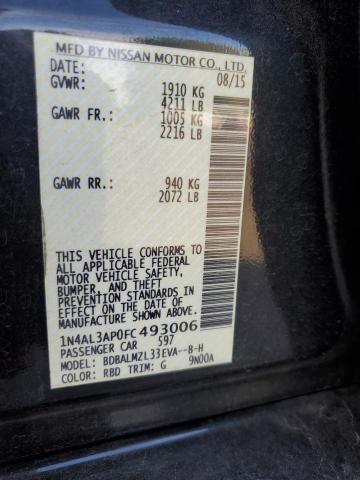 MFD BY NISSAN MOTOR CO., LTD.
DATE: 08/15
GVWR: 1910 KG
4211 LB
GAWR FR: 1005 KG
2216 LB
GAWR RR: 940 KG
2072 LB
THIS VEHICLE CONFORMS TO
ALL APPLICABLE FEDERAL
MOTOR VEHICLE SAFETY,
BUMPER, AND THEFT
PREVENTION STANDARDS IN
EFFECT ON THE DATE OF
MANUFACTURE SHOWN ABOVE.
1N4AL3AP0FC493006
PASSENGER CAR 597
MODEL: BDBALMZL33EVA--B-H
COLOR: RBD TRIM: G 9N00A